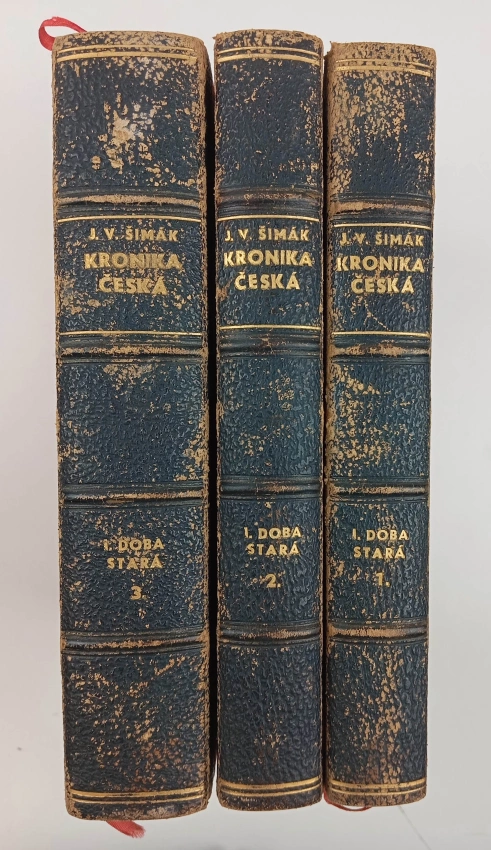 J. V. ŠIMÁK
KRONIKA
ČESKÁ
I. DOBA
STARÁ
3.
J. V. ŠIMÁK
KRONIKA
ČESKÁ
I. DOBA
STARÁ
2.
J. V. ŠIMÁK
KRONIKA
ČESKÁ
I. DOBA
STARÁ
1.